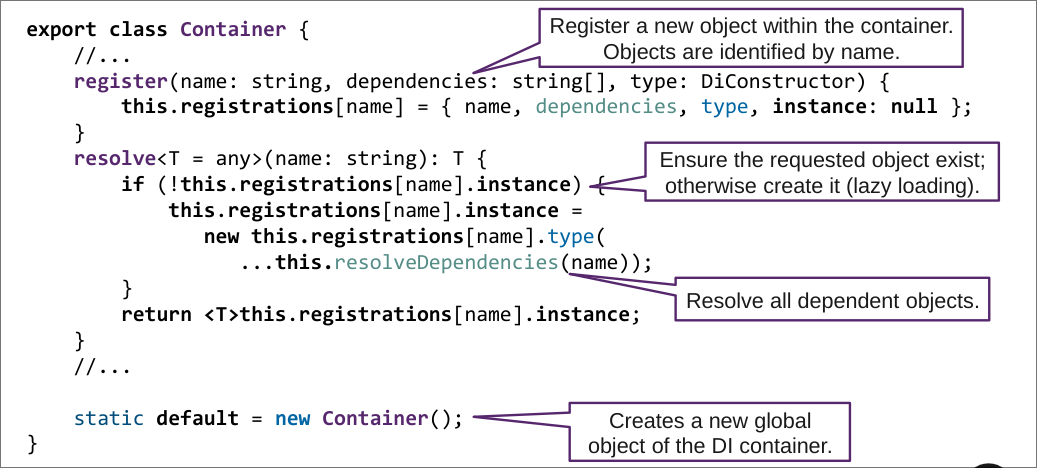 export class Container {
//...
register(name: string, dependencies: string[], type: DiConstructor) {
this.registrations[name] = { name, dependencies, type, instance: null };
}
resolve<T = any>(name: string): T {
if (!this.registrations[name].instance) {
this.registrations[name].instance =
new this.registrations[name].type(
...this.resolveDependencies(name));
}
return <T>this.registrations[name].instance;
}
//...
static default = new Container();
}
Register a new object within the container.
Objects are identified by name.
Ensure the requested object exist;
otherwise create it (lazy loading).
Resolve all dependent objects.
Creates a new global
object of the DI container.